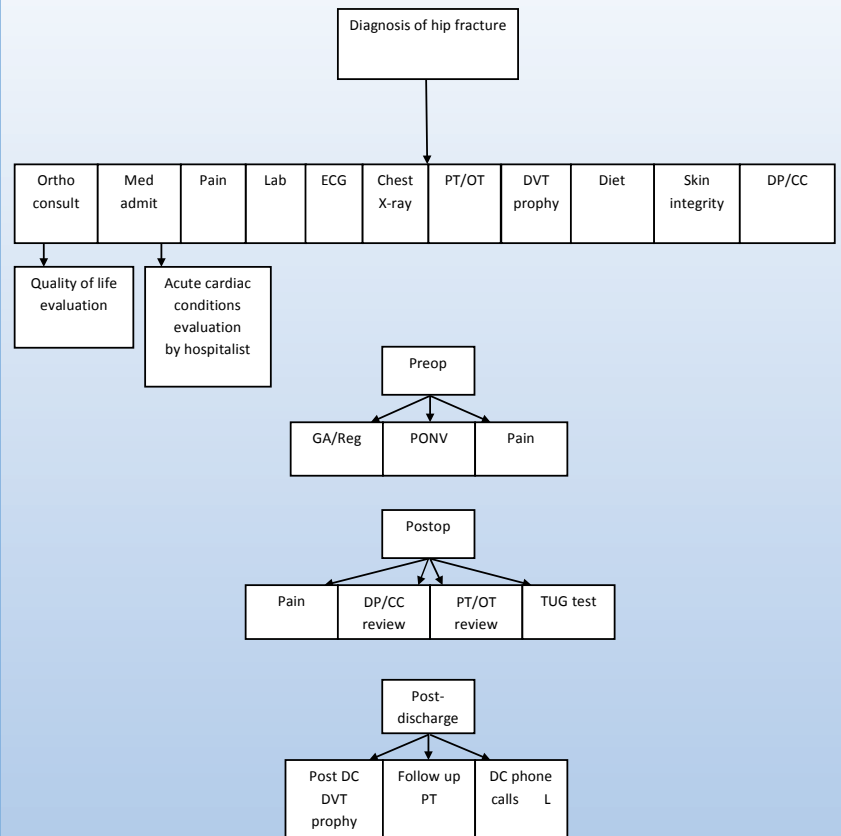 Diagnosis of hip fracture
Ortho
consult
Med
admit
Pain
Lab
ECG
Chest
X-ray
PT/OT
DVT
prophy
Diet
Skin
integrity
DP/CC
Quality of life
evaluation
Acute cardiac
conditions
evaluation
by hospitalist
Preop
GA/Reg
PONV
Pain
Postop
Pain
DP/CC
review
PT/OT
review
TUG test
Post-
discharge
Post DC
DVT
prophy
Follow up
PT
DC phone
calls L